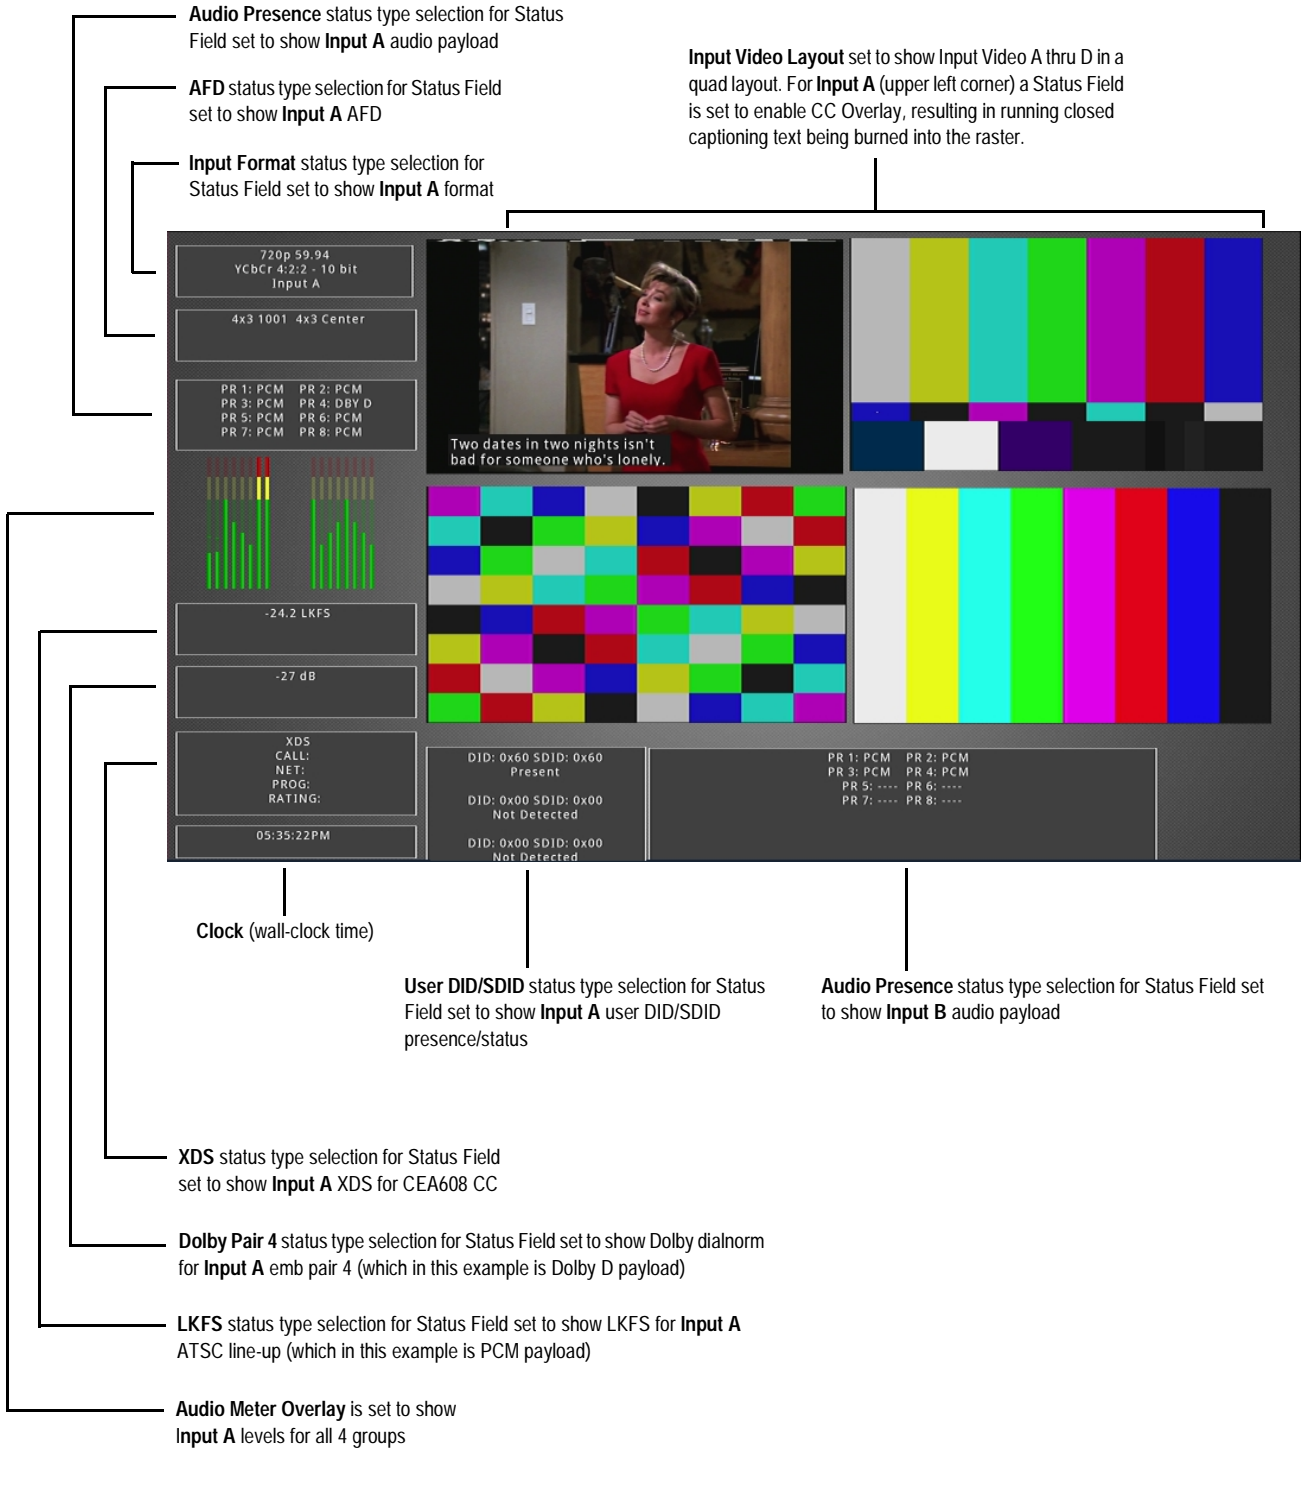 Audio Presence status type selection for Status
Field set to show Input A audio payload
AFD status type selection for Status Field
set to show Input A AFD
Input Format status type selection for
Status Field set to show Input A format
Input Video Layout set to show Input Video A thru D in a
quad layout. For Input A (upper left corner) a Status Field
is set to enable CC Overlay, resulting in running closed
captioning text being burned into the raster.
720p 59.94
YCbCr 4:2:2 - 10 bit
Input A
4x3 1001 4x3 Center
PR 1: PCM PR 2: PCM
PR 3: PCM PR 4: DBY D
PR 5: PCM PR 6: PCM
PR 7: PCM PR 8: PCM
Two dates in two nights isn't
bad for someone who's lonely.
-24.2 LKFS
-27 dB
XDS
CALL:
NET:
PROG:
RATING:
05:35:22PM
DID: 0x60 SDID: 0x60
Present
DID: 0x00 SDID: 0x00
Not Detected
DID: 0x00 SDID: 0x00
Not Detected
PR 1: PCM PR 2: PCM
PR 3: PCM PR 4: PCM
PR 5: ---- PR 6: ----
PR 7: ---- PR 8: ----
Clock (wall-clock time)
User DID/SDID status type selection for Status
Field set to show Input A user DID/SDID
presence/status
Audio Presence status type selection for Status Field set
to show Input B audio payload
XDS status type selection for Status Field
set to show Input A XDS for CEA608 CC
Dolby Pair 4 status type selection for Status Field set to show Dolby dialnorm
for Input A emb pair 4 (which in this example is Dolby D payload)
LKFS status type selection for Status Field set to show LKFS for Input A
ATSC line-up (which in this example is PCM payload)
Audio Meter Overlay is set to show
Input A levels for all 4 groups